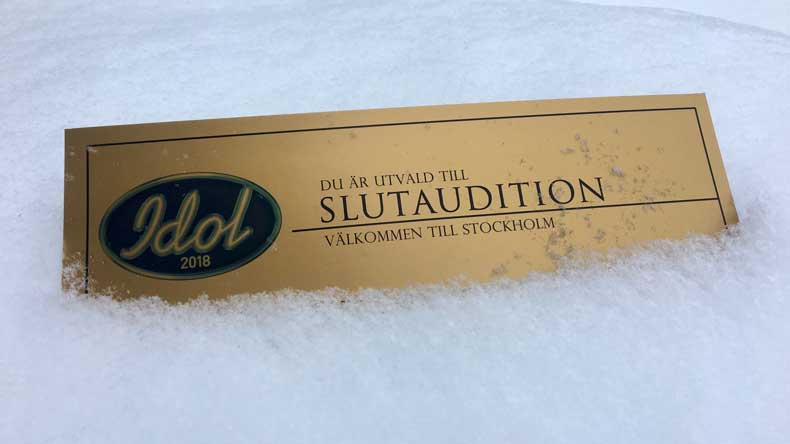 Idol
2018
DU ÄR UTVALD TILL
SLUTAUDITION
VÄLKOMMEN TILL STOCKHOLM